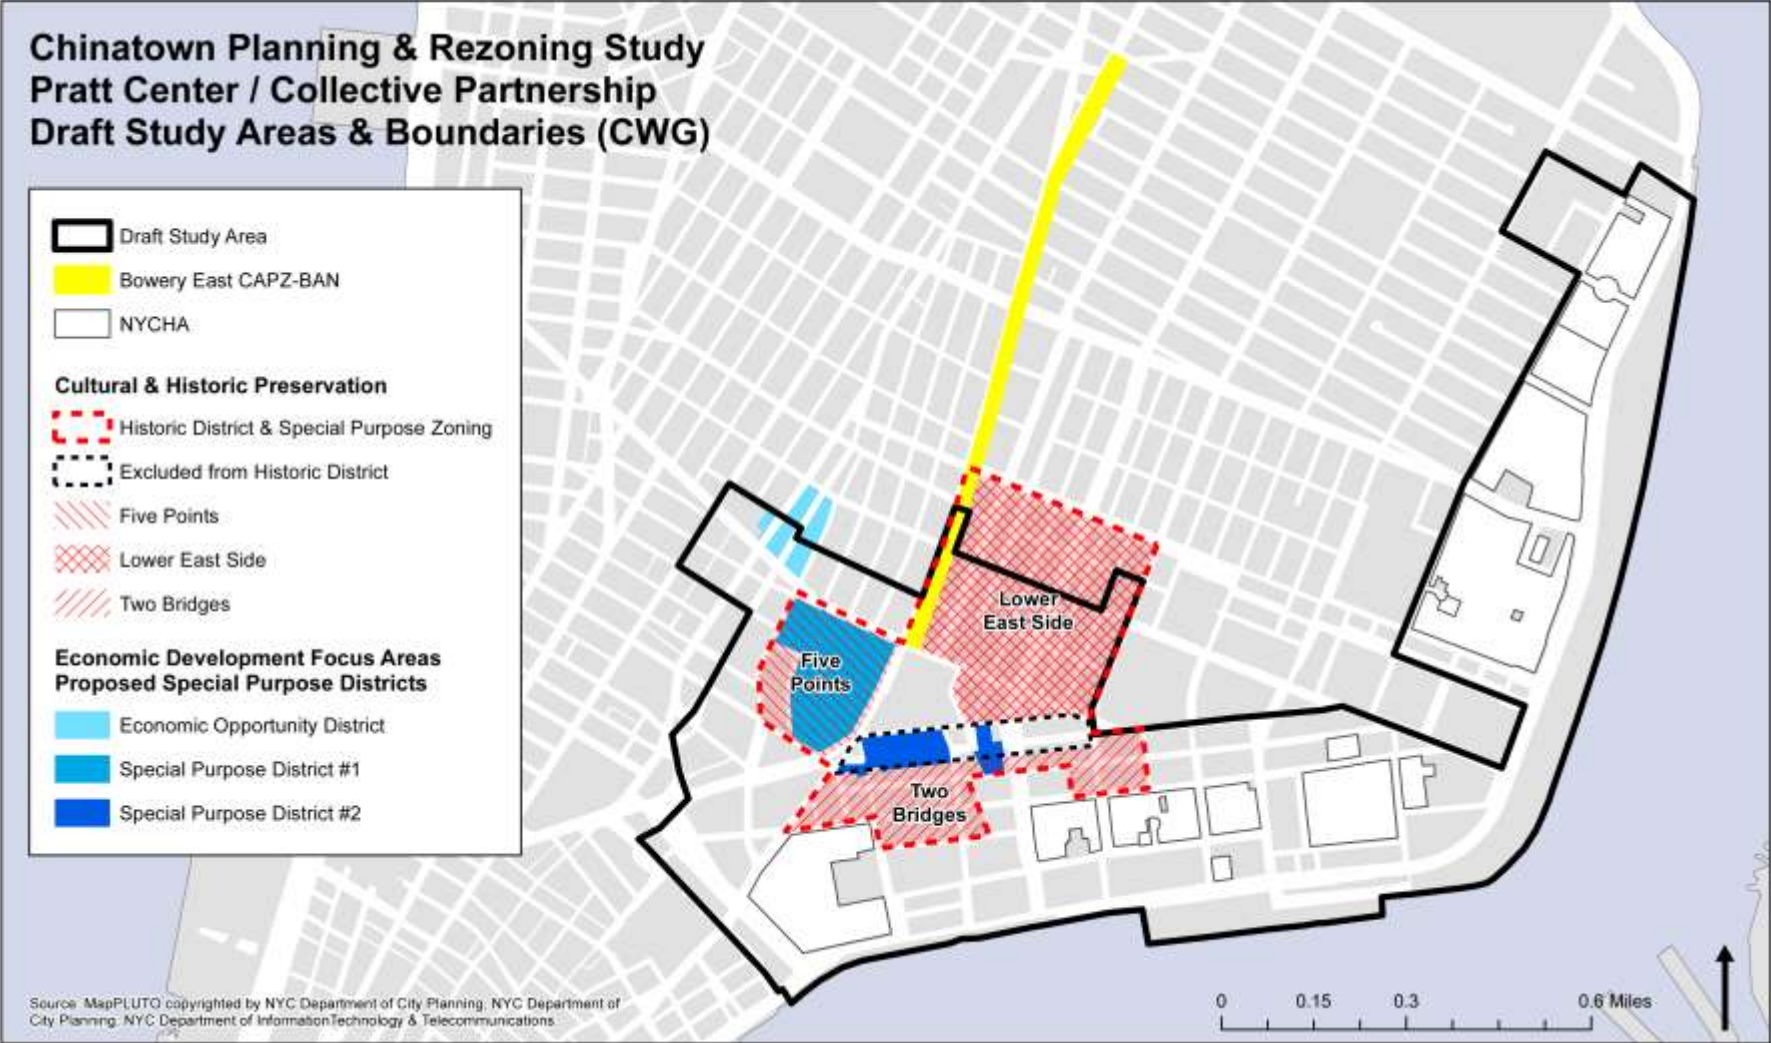 Chinatown Planning & Rezoning Study
Pratt Center / Collective Partnership
Draft Study Areas & Boundaries (CWG)
Draft Study Area
Bowery East CAPZ-BAN
NYCHA
Cultural & Historic Preservation
Historic District & Special Purpose Zoning
Excluded from Historic District
Five Points
Lower East Side
Two Bridges
Economic Development Focus Areas
Proposed Special Purpose Districts
Economic Opportunity District
Special Purpose District #1
Special Purpose District #2
Lower
East Side
Five
Points
Two
Bridges
Source: MapPLUTO copyrighted by NYC Department of City Planning; NYC Department of
City Planning; NYC Department of InformationTechnology & Telecommunications
0 0.15 0.3 0.6 Miles